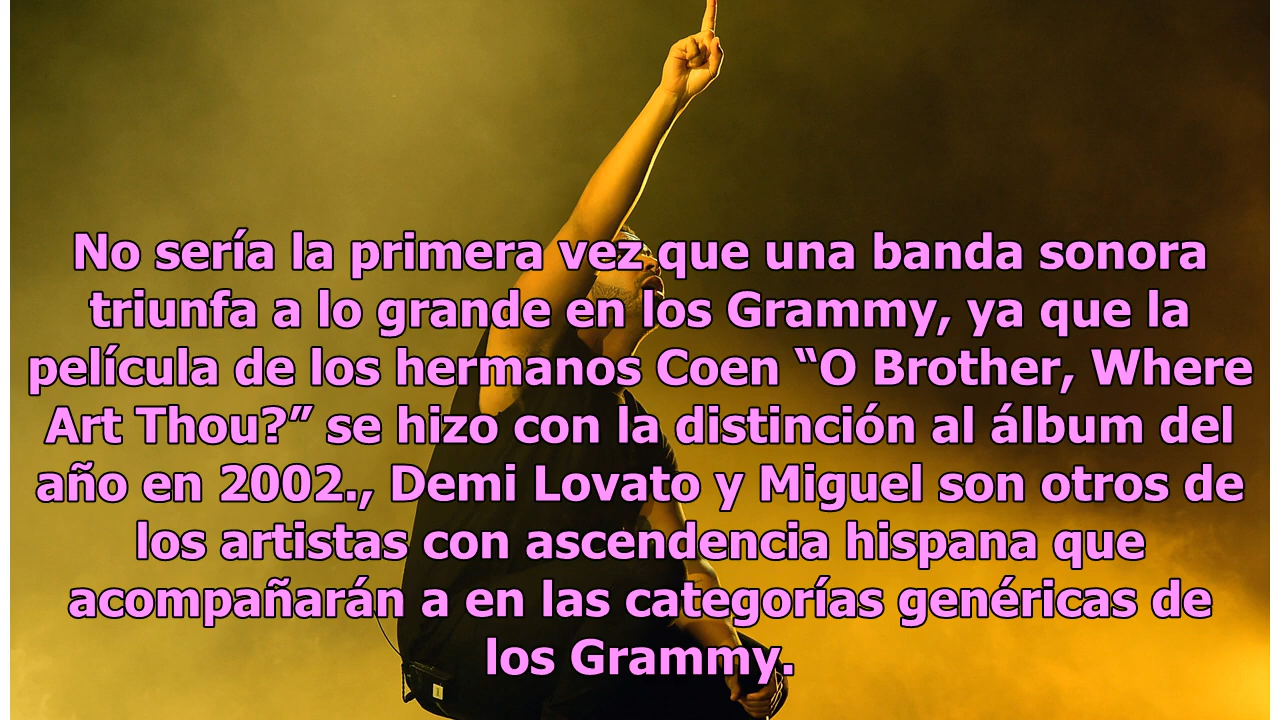 No sería la primera vez que una banda sonora
triunfa a lo grande en los Grammy, ya que la
película de los hermanos Coen “O Brother, Where
Art Thou?” se hizo con la distinción al álbum del
año en 2002., Demi Lovato y Miguel son otros de
los artistas con ascendencia hispana que
acompañarán a en las categorías genéricas de
los Grammy.